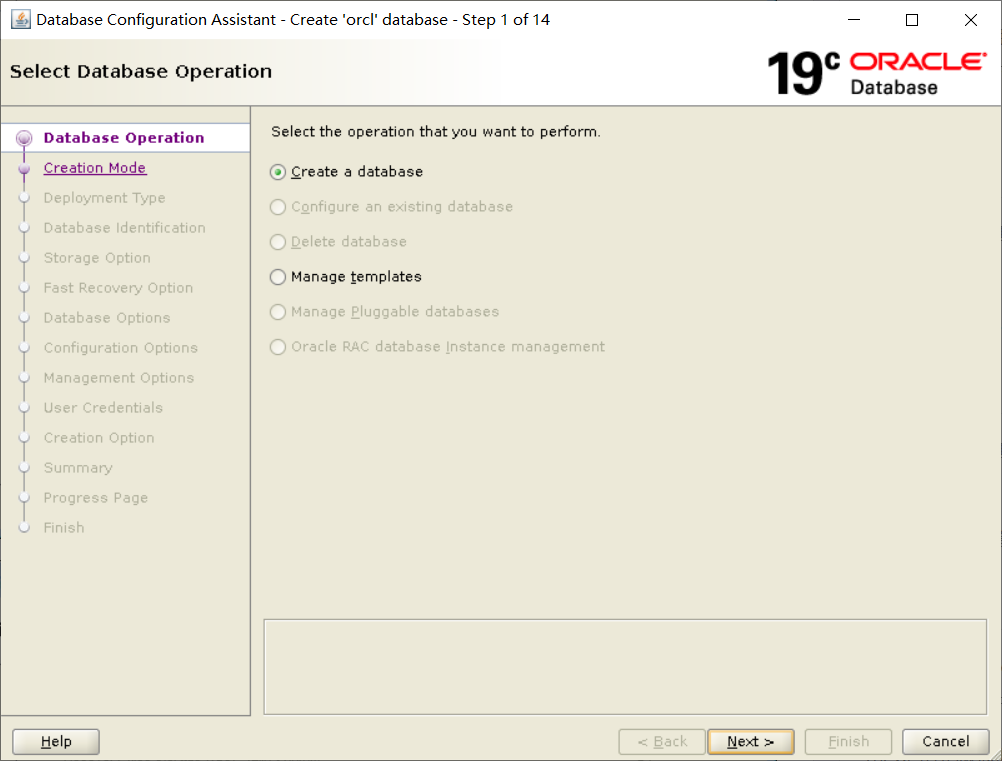 Database Configuration Assistant - Create 'orcl' database - Step 1 of 14
Select Database Operation
19c ORACLE
Database
Database Operation
Creation Mode
Deployment Type
Database Identification
Storage Option
Fast Recovery Option
Database Options
Configuration Options
Management Options
User Credentials
Creation Option
Summary
Progress Page
Finish
Select the operation that you want to perform.
Create a database
Configure an existing database
Delete database
Manage templates
Manage Pluggable databases
Oracle RAC database Instance management
Help
< Back
Next >
Finish
Cancel